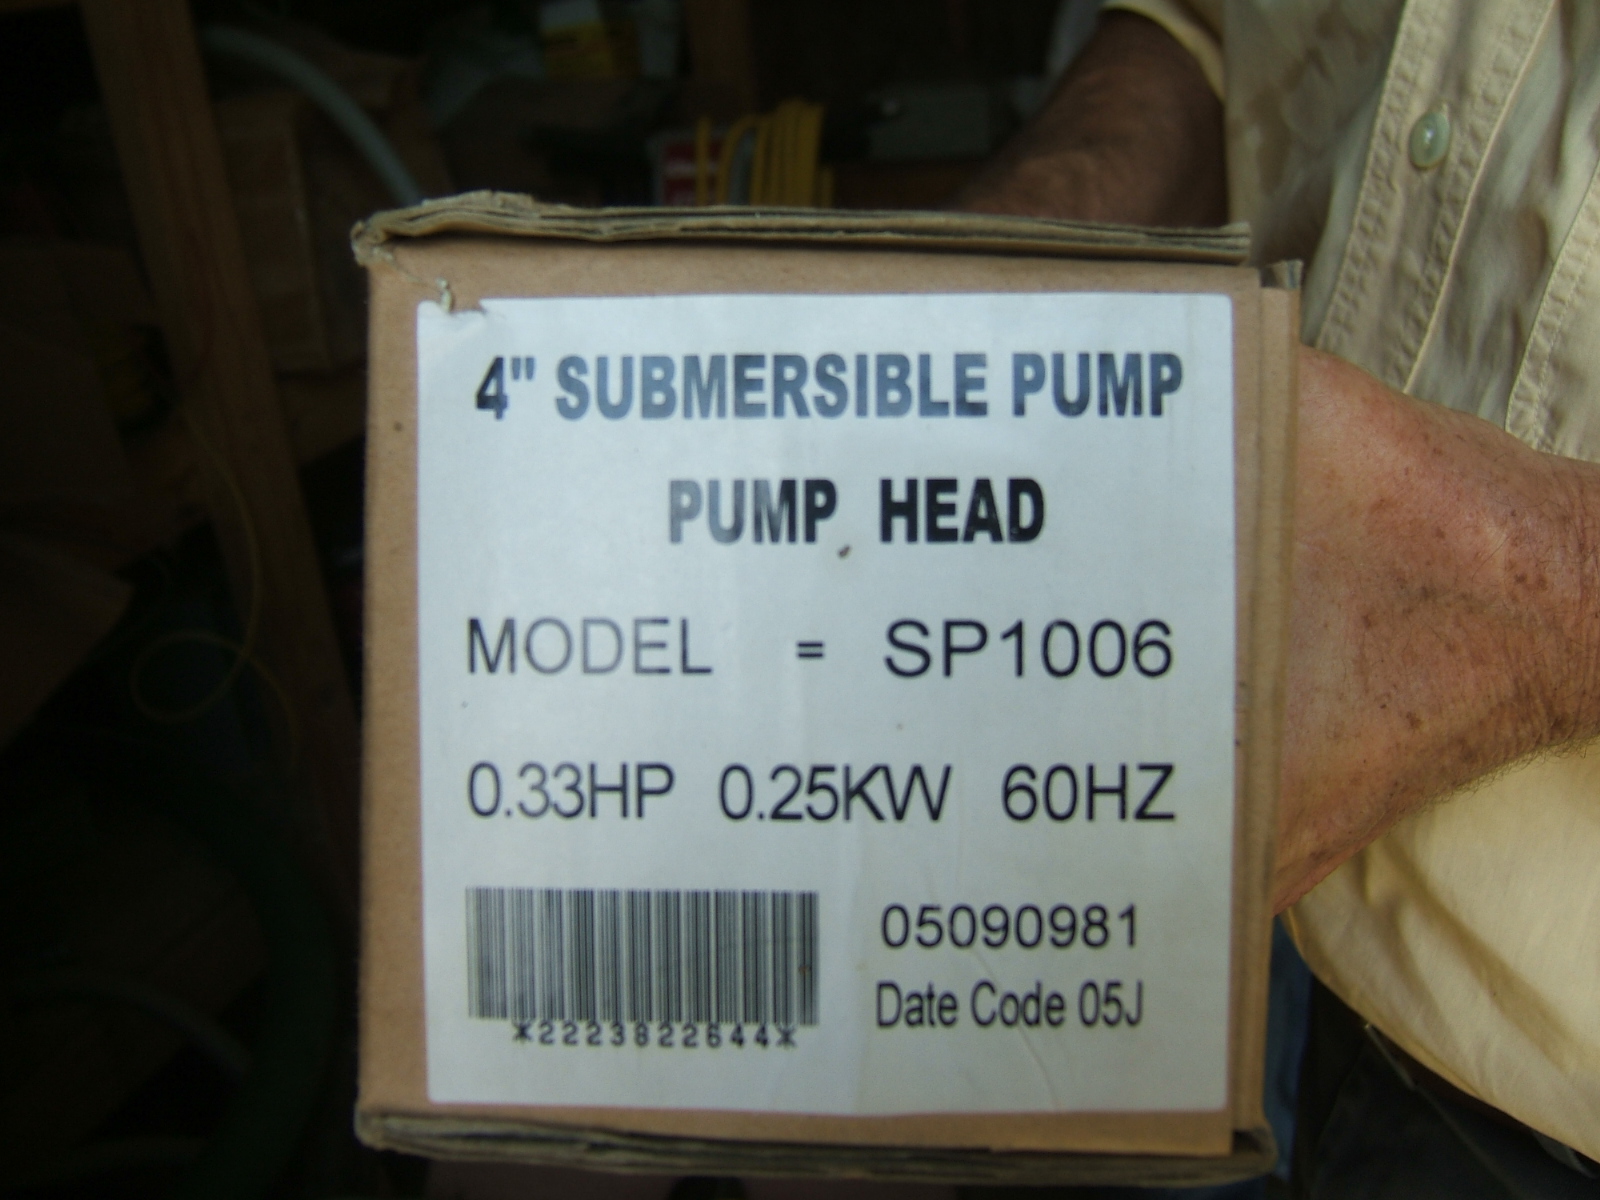 4" SUBMERSIBLE PUMP
PUMP HEAD
MODEL = SP1006
0.33HP 0.25KW 60HZ
05090981
Date Code 05J
*2223822644*